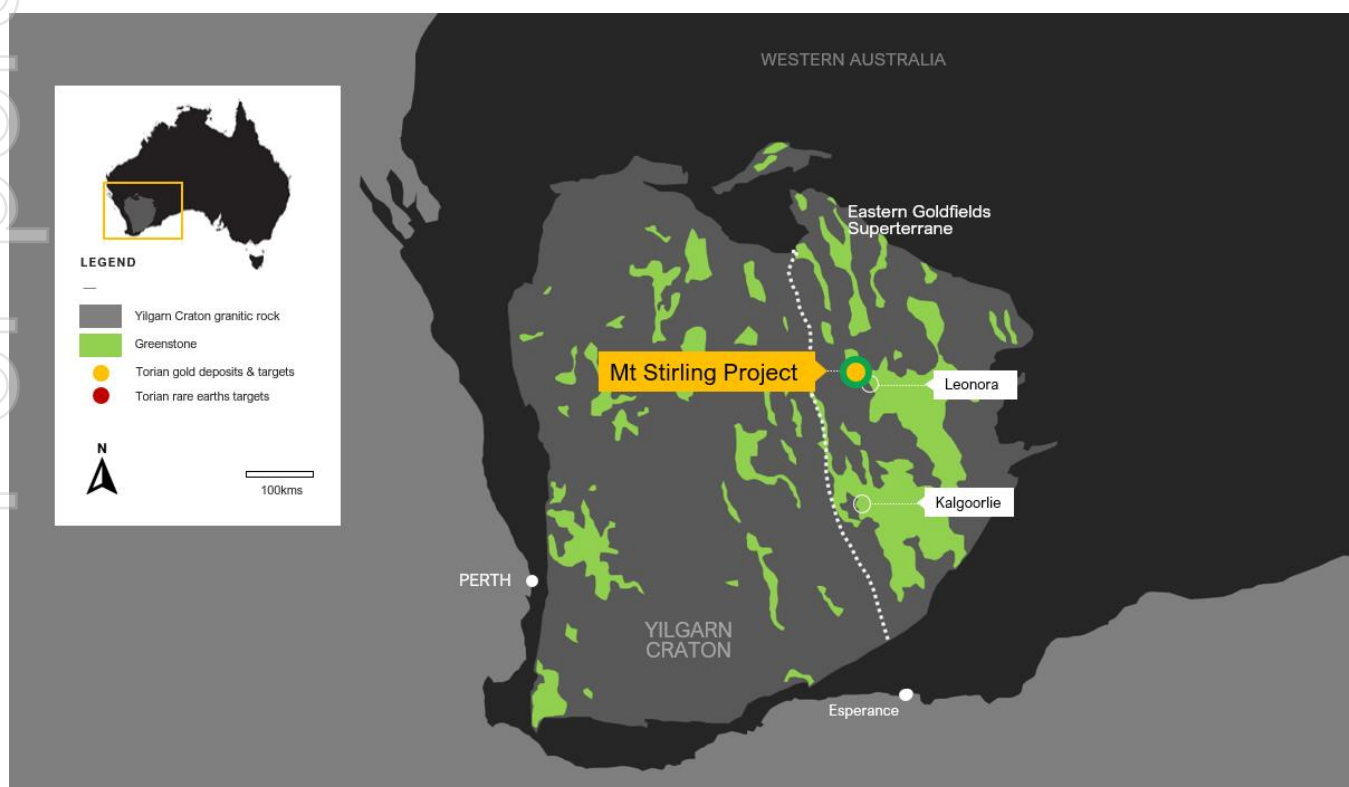 WESTERN AUSTRALIA
LEGEND
Yilgarn Craton granitic rock
Greenstone
Torian gold deposits & targets
Torian rare earths targets
N
100kms
Eastern Goldfields
Superterrane
Mt Stirling Project
Leonora
Kalgoorlie
PERTH
YILGARN
CRATON
Esperance